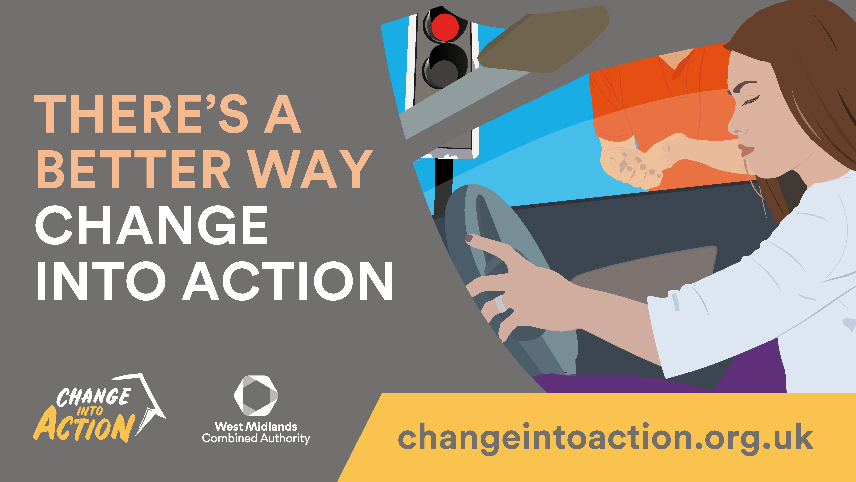 THERE’S A
BETTER WAY
CHANGE
INTO ACTION
CHANGE
INTO
ACTION
West Midlands
Combined Authority
changeintoaction.org.uk